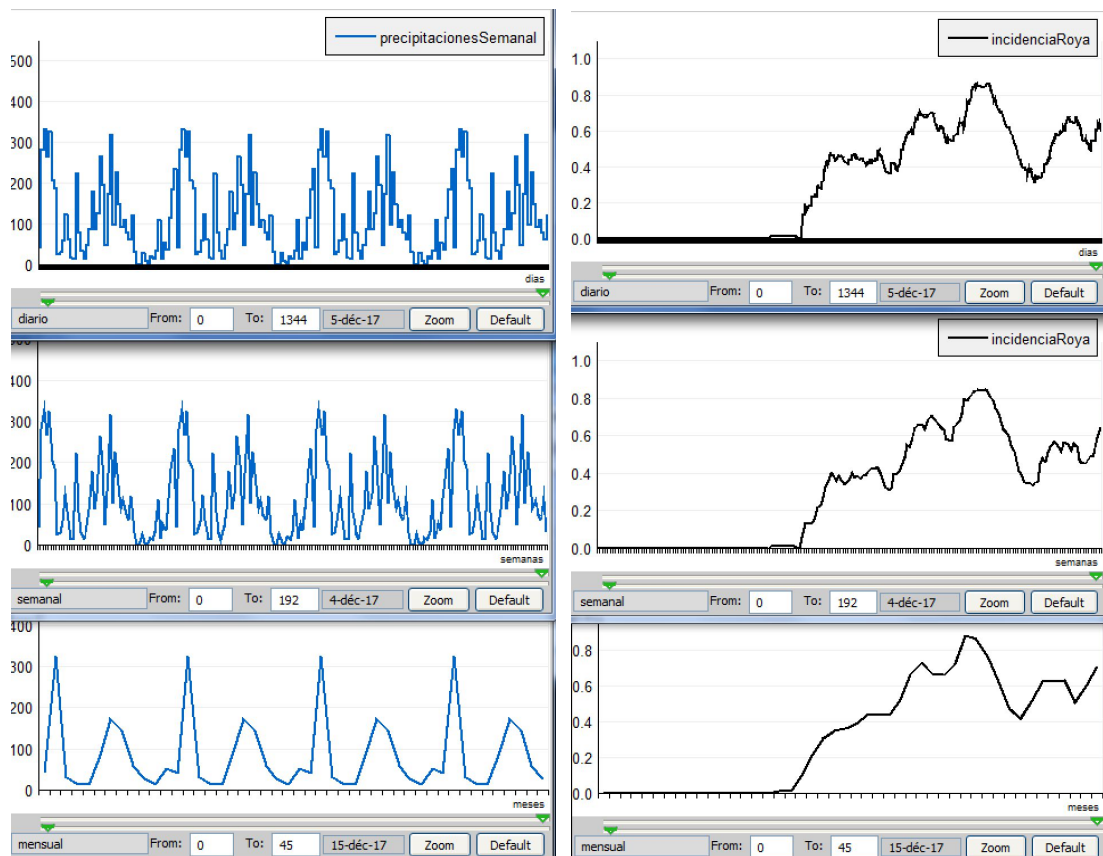 precipitacionesSemanal
500
400
300
200
100
0
dias
diario From: 0 To: 1344 5-déc-17 Zoom Default
400
300
200
100
0
semanas
semanal From: 0 To: 192 4-déc-17 Zoom Default
400
300
200
100
0
meses
mensual From: 0 To: 45 15-déc-17 Zoom Default
incidenciaRoya
1.0
0.8
0.6
0.4
0.2
0.0
dias
diario From: 0 To: 1344 5-déc-17 Zoom Default
incidenciaRoya
1.0
0.8
0.6
0.4
0.2
0.0
semanas
semanal From: 0 To: 192 4-déc-17 Zoom Default
0.8
0.6
0.4
0.2
0.0
meses
mensual From: 0 To: 45 15-déc-17 Zoom Default